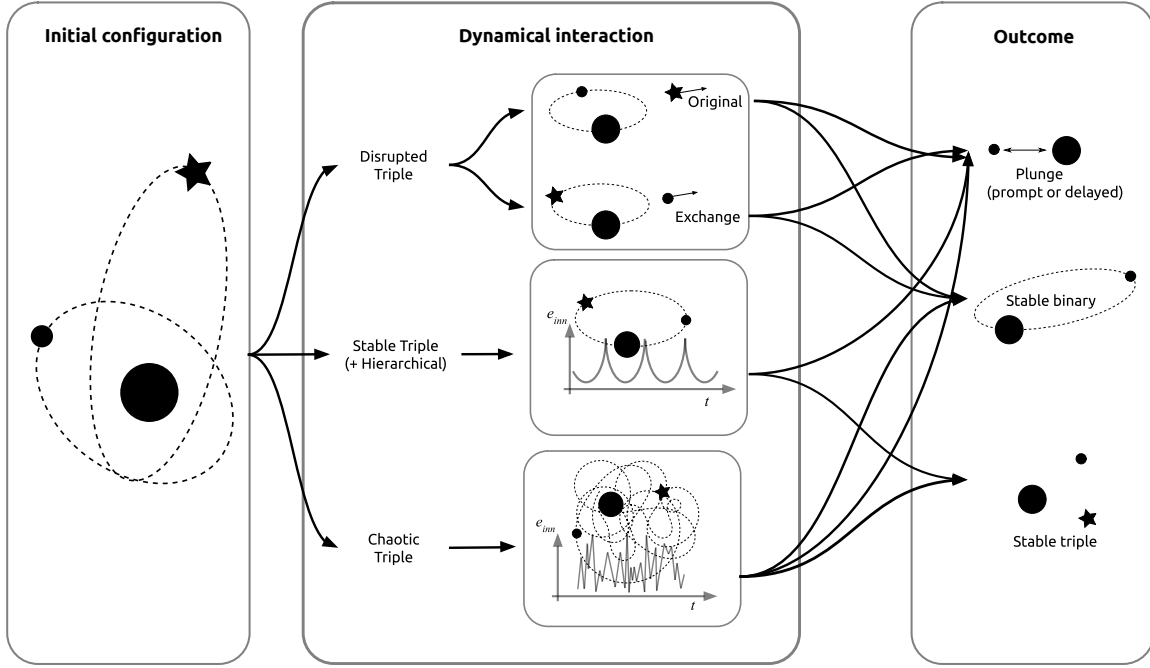 Initial configuration
Dynamical interaction
Outcome
Disrupted
Triple
Original
Exchange
Stable Triple
(+ Hierarchical)
e_inn
t
Chaotic
Triple
e_inn
t
Plunge
(prompt or delayed)
Stable binary
Stable triple